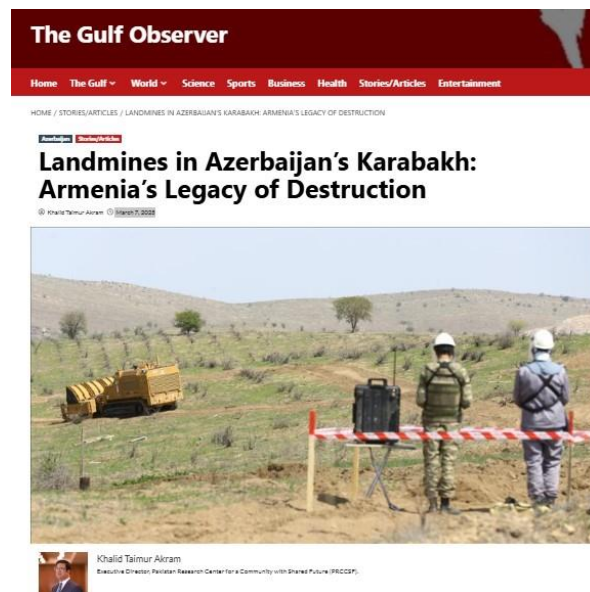 The Gulf Observer
Home The Gulf World Science Sports Business Health Stories/Articles Entertainment
HOME / STORIES/ARTICLES / LANDMINES IN AZERBAIJAN'S KARABAKH: ARMENIA'S LEGACY OF DESTRUCTION
Azerbaijan Stories/Articles
Landmines in Azerbaijan's Karabakh:
Armenia's Legacy of Destruction
Khalid Taimur Akram March 7, 2025
Khalid Taimur Akram
Executive Director, Pakistan Research Center for a Community with Shared Future (PRCCSF).